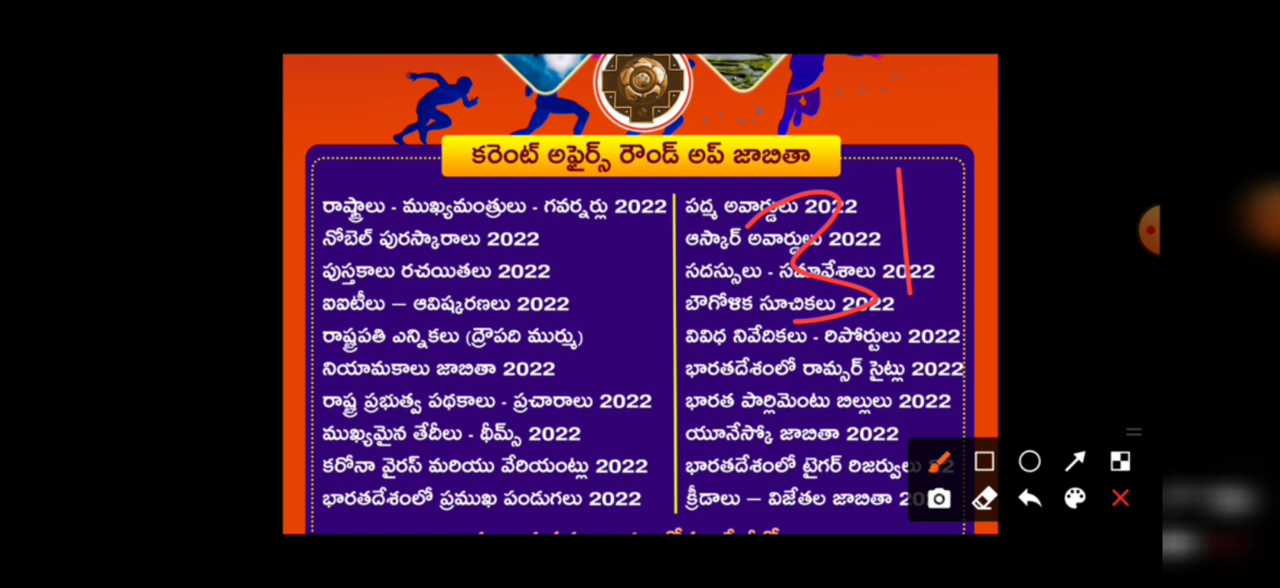 కరెంట్ అఫైర్స్ రౌండ్ అప్ జాబితా
రాష్ట్రాలు - ముఖ్యమంత్రులు - గవర్నర్లు 2022
నోబెల్ పురస్కారాలు 2022
పుస్తకాలు రచయితలు 2022
ఐఐటీలు – ఆవిష్కరణలు 2022
రాష్ట్రపతి ఎన్నికలు (ద్రౌపది ముర్ము)
నియామకాలు జాబితా 2022
రాష్ట్ర ప్రభుత్వ పథకాలు - ప్రచారాలు 2022
ముఖ్యమైన తేదీలు - థీమ్స్ 2022
కరోనా వైరస్ మరియు వేరియంట్లు 2022
భారతదేశంలో ప్రముఖ పండుగలు 2022
పద్మ అవార్డులు 2022
ఆస్కార్ అవార్డులు 2022
సదస్సులు - సమావేశాలు 2022
బౌగోళిక సూచికలు 2022
వివిధ నివేదికలు - రిపోర్టులు 2022
భారతదేశంలో రామ్సర్ సైట్లు 2022
భారత పార్లిమెంటు బిల్లులు 2022
యూనేస్కో జాబితా 2022
భారతదేశంలో టైగర్ రిజర్వులు
క్రీడాలు – విజేతల జాబితా
31